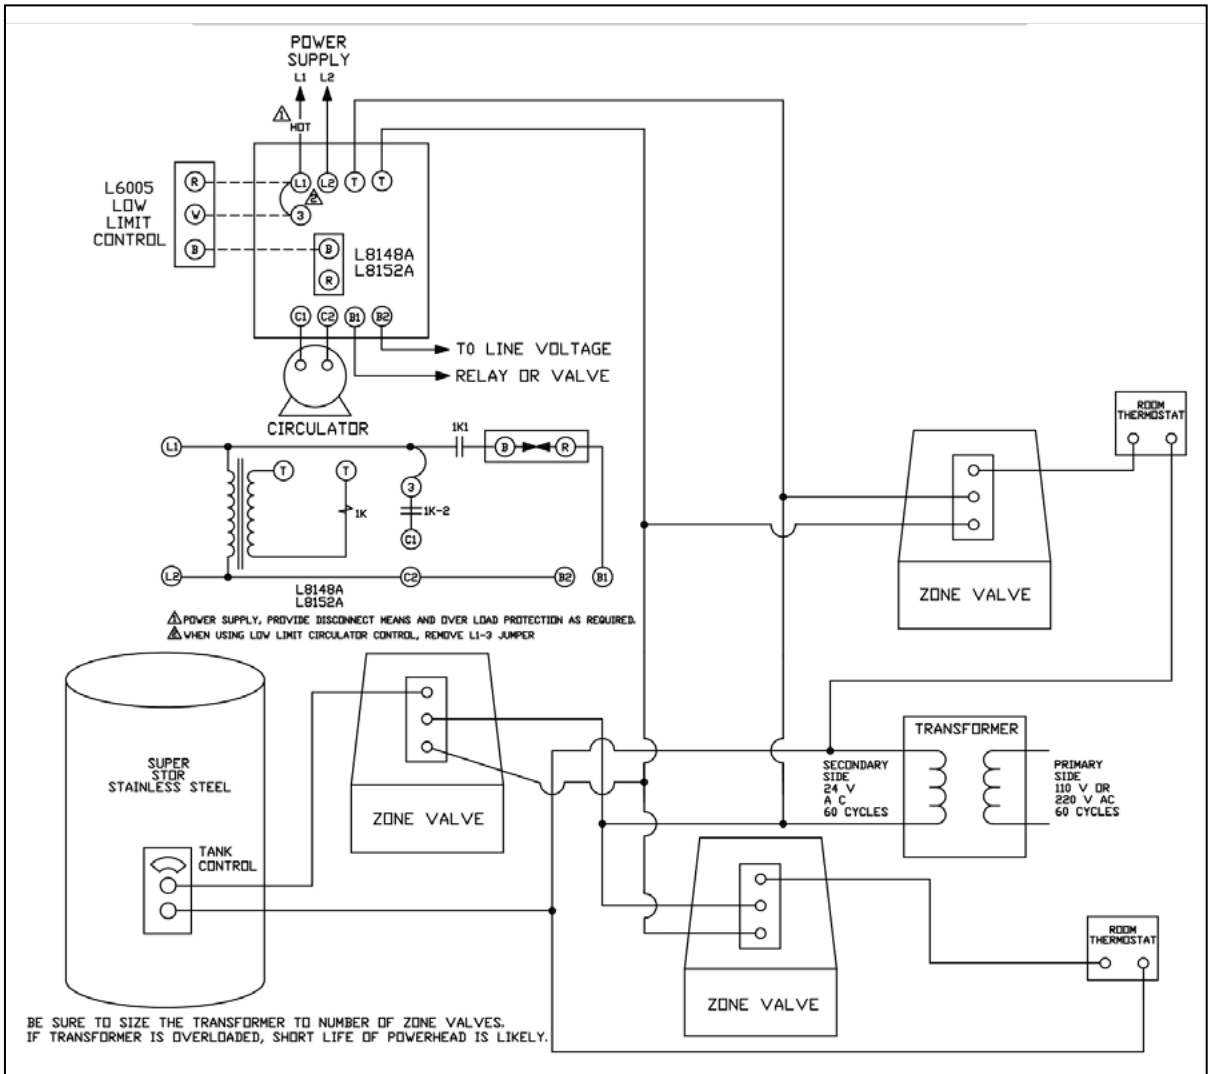 POWER
SUPPLY
L1 L2
1
HOT
L1 L2 T T
2
3
R
W
B
L6005
LOW
LIMIT
CONTROL
B
R
L8148A
L8152A
C1 C2 B1 B2
TO LINE VOLTAGE
RELAY OR VALVE
CIRCULATOR
1K1
L1
B R
T T
3
1K
1K-2
C1
L2
C2
B2 B1
L8148A
L8152A
1 POWER SUPPLY, PROVIDE DISCONNECT MEANS AND OVER LOAD PROTECTION AS REQUIRED.
2 WHEN USING LOW LIMIT CIRCULATOR CONTROL, REMOVE L1-3 JUMPER
ROOM
THERMOSTAT
ZONE VALVE
SUPER
STOR
STAINLESS STEEL
TANK
CONTROL
ZONE VALVE
TRANSFORMER
SECONDARY
SIDE
24 V
A C
60 CYCLES
PRIMARY
SIDE
110 V OR
220 V AC
60 CYCLES
ZONE VALVE
ROOM
THERMOSTAT
BE SURE TO SIZE THE TRANSFORMER TO NUMBER OF ZONE VALVES.
IF TRANSFORMER IS OVERLOADED, SHORT LIFE OF POWERHEAD IS LIKELY.